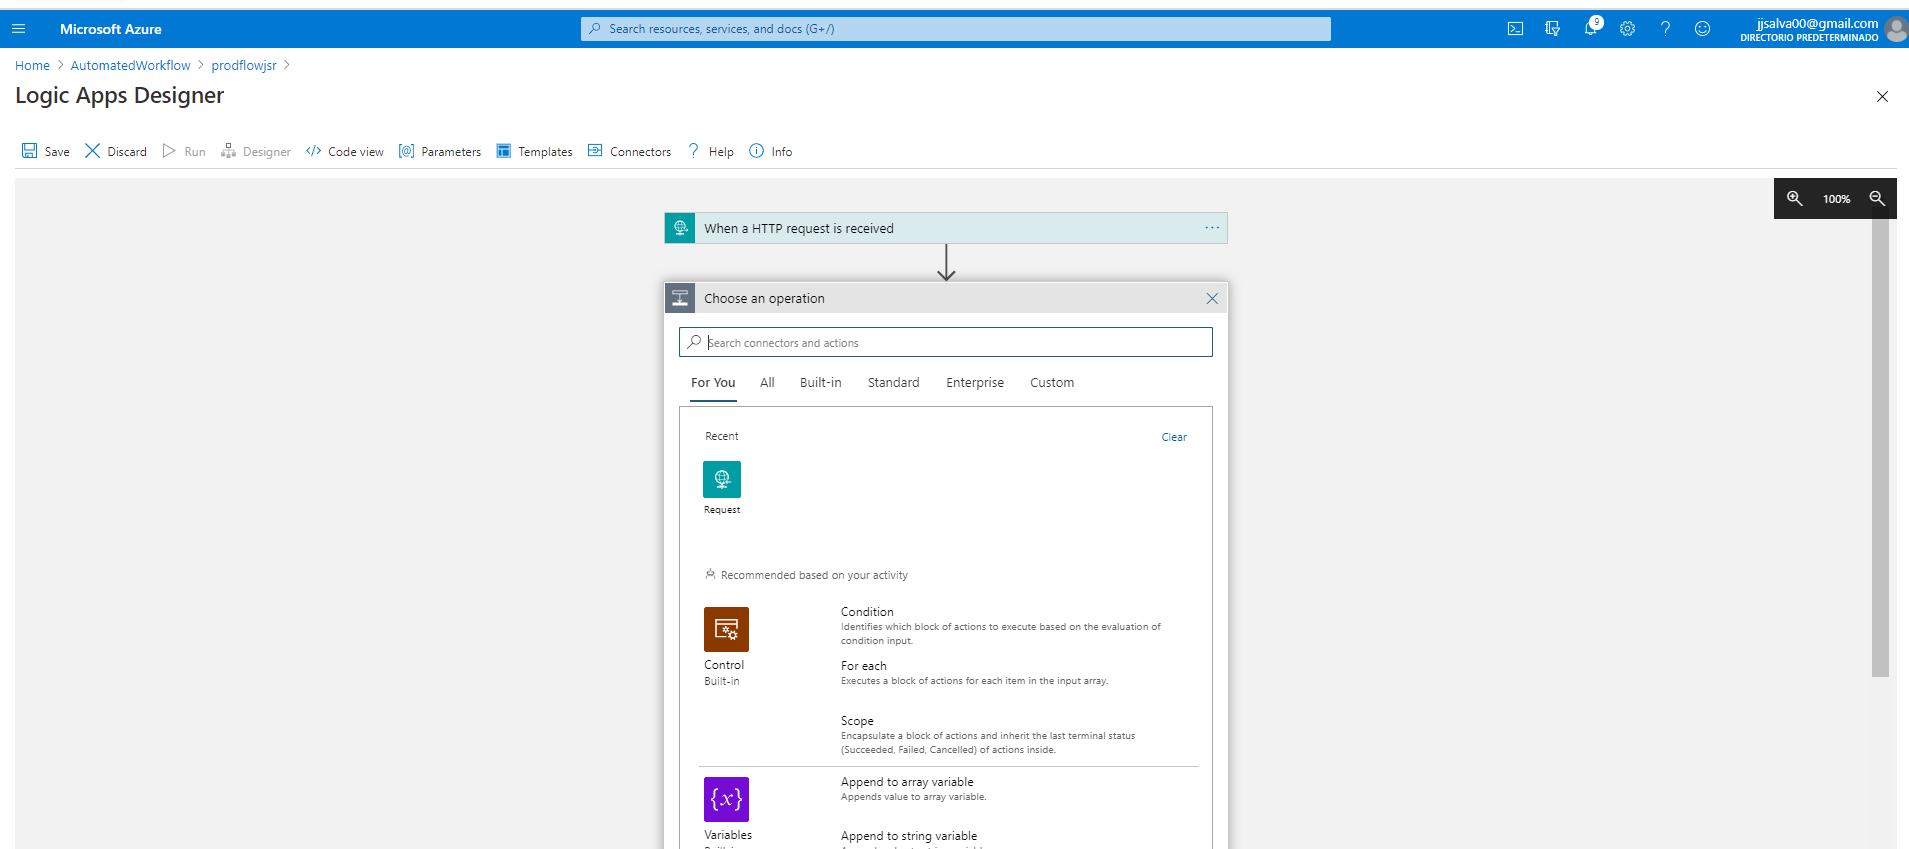 Microsoft Azure
Search resources, services, and docs (G+/)
9
jjsalva00@gmail.com
DIRECTORIO PREDETERMINADO
Home > AutomatedWorkflow > prodflowjsr >
Logic Apps Designer
Save Discard Run Designer Code view Parameters Templates Connectors Help Info
100%
When a HTTP request is received
Choose an operation
Search connectors and actions
For You All Built-in Standard Enterprise Custom
Recent Clear
Request
Recommended based on your activity
Condition
Identifies which block of actions to execute based on the evaluation of
condition input.
Control
Built-in
For each
Executes a block of actions for each item in the input array.
Scope
Encapsulate a block of actions and inherit the last terminal status
(Succeeded, Failed, Cancelled) of actions inside.
Append to array variable
Appends value to array variable.
{x}
Variables
Append to string variable